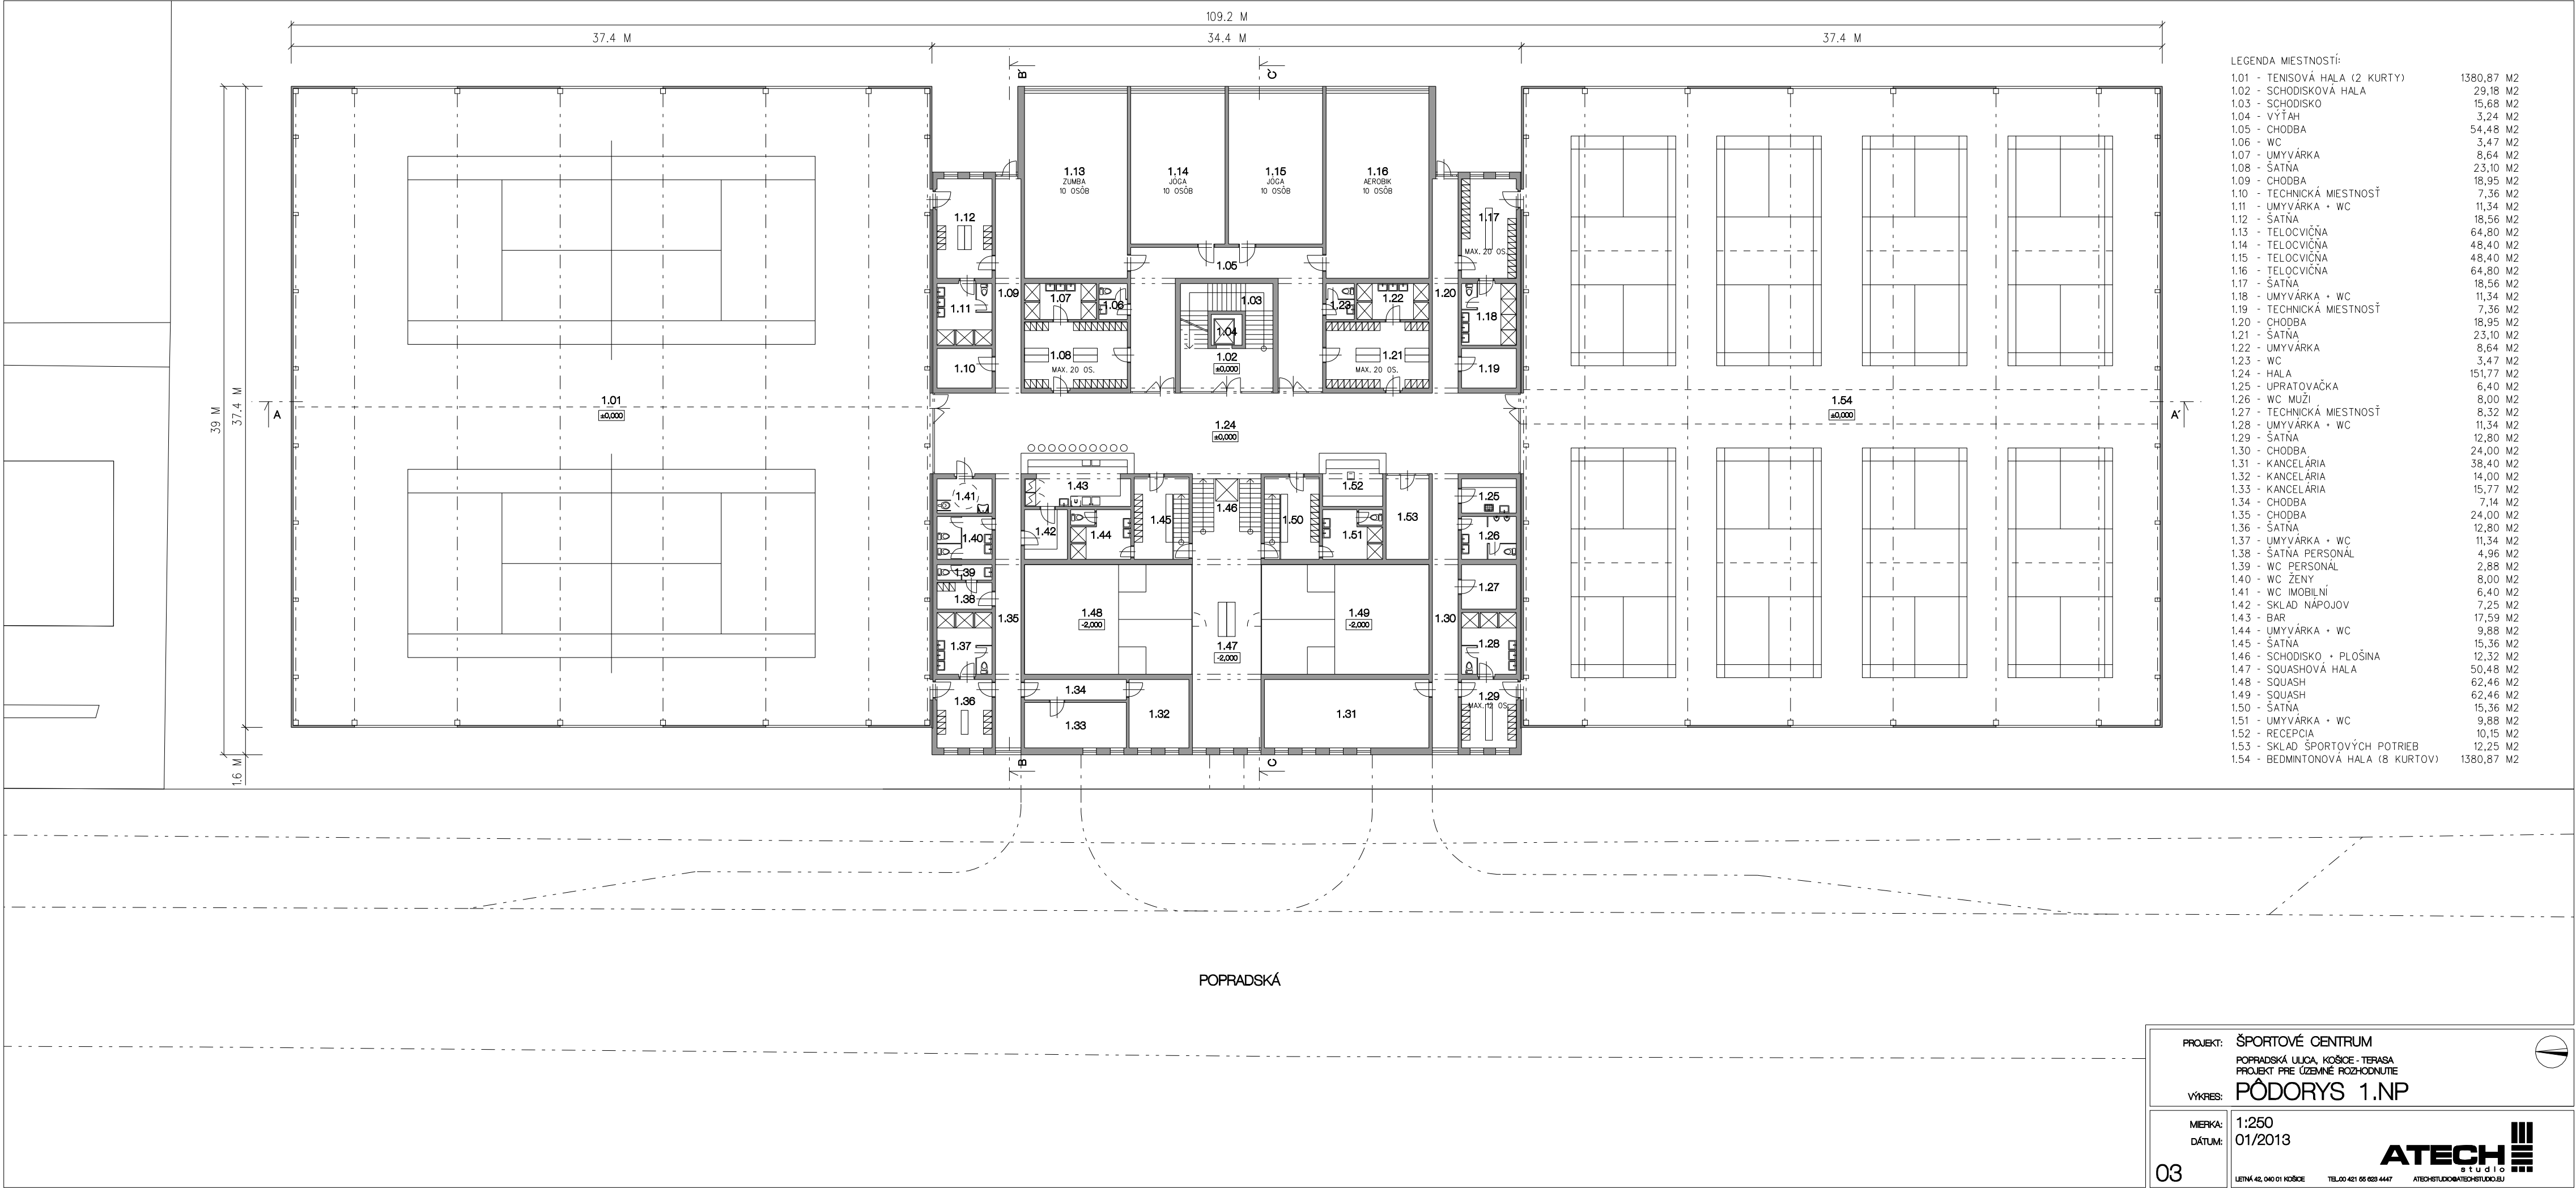 109.2 M
37.4 M
34.4 M
37.4 M
B'
C'
39 M
37.4 M
1.6 M
A
A'
1.13
ZUMBA
10 OSÔB
1.14
JÓGA
10 OSÔB
1.15
JÓGA
10 OSÔB
1.16
AEROBIK
10 OSÔB
1.12
1.17
MAX. 20 OS.
1.05
1.09
1.07
1.06
1.03
1.23
1.22
1.20
1.11
1.18
1.04
1.08
MAX. 20 OS.
1.02
±0,000
1.21
MAX. 20 OS.
1.10
1.19
1.01
±0,000
1.24
±0,000
1.54
±0,000
1.41
1.43
1.45
1.46
1.50
1.52
1.53
1.25
1.40
1.42
1.44
1.51
1.26
1.39
1.38
1.27
1.35
1.48
-2,000
1.49
-2,000
1.30
1.37
1.47
-2,000
1.28
1.36
1.34
1.33
1.32
1.31
1.29
MAX. 12 OS.
B
C
POPRADSKÁ
LEGENDA MIESTNOSTÍ:
1.01 - TENISOVÁ HALA (2 KURTY) 1380,87 M2
1.02 - SCHODISKOVÁ HALA 29,18 M2
1.03 - SCHODISKO 15,68 M2
1.04 - VÝŤAH 3,24 M2
1.05 - CHODBA 54,48 M2
1.06 - WC 3,47 M2
1.07 - UMYVÁRKA 8,64 M2
1.08 - ŠATŇA 23,10 M2
1.09 - CHODBA 18,95 M2
1.10 - TECHNICKÁ MIESTNOSŤ 7,36 M2
1.11 - UMYVÁRKA + WC 11,34 M2
1.12 - ŠATŇA 18,56 M2
1.13 - TELOCVIČŇA 64,80 M2
1.14 - TELOCVIČŇA 48,40 M2
1.15 - TELOCVIČŇA 48,40 M2
1.16 - TELOCVIČŇA 64,80 M2
1.17 - ŠATŇA 18,56 M2
1.18 - UMYVÁRKA + WC 11,34 M2
1.19 - TECHNICKÁ MIESTNOSŤ 7,36 M2
1.20 - CHODBA 18,95 M2
1.21 - ŠATŇA 23,10 M2
1.22 - UMYVÁRKA 8,64 M2
1.23 - WC 3,47 M2
1.24 - HALA 151,77 M2
1.25 - UPRATOVAČKA 6,40 M2
1.26 - WC MUŽI 8,00 M2
1.27 - TECHNICKÁ MIESTNOSŤ 8,32 M2
1.28 - UMYVÁRKA + WC 11,34 M2
1.29 - ŠATŇA 12,80 M2
1.30 - CHODBA 24,00 M2
1.31 - KANCELÁRIA 38,40 M2
1.32 - KANCELÁRIA 14,00 M2
1.33 - KANCELÁRIA 15,77 M2
1.34 - CHODBA 7,14 M2
1.35 - CHODBA 24,00 M2
1.36 - ŠATŇA 12,80 M2
1.37 - UMYVÁRKA + WC 11,34 M2
1.38 - ŠATŇA PERSONÁL 4,96 M2
1.39 - WC PERSONÁL 2,88 M2
1.40 - WC ŽENY 8,00 M2
1.41 - WC IMOBILNÍ 6,40 M2
1.42 - SKLAD NÁPOJOV 7,25 M2
1.43 - BAR 17,59 M2
1.44 - UMYVÁRKA + WC 9,88 M2
1.45 - ŠATŇA 15,36 M2
1.46 - SCHODISKO + PLOŠINA 12,32 M2
1.47 - SQUASHOVÁ HALA 50,48 M2
1.48 - SQUASH 62,46 M2
1.49 - SQUASH 62,46 M2
1.50 - ŠATŇA 15,36 M2
1.51 - UMYVÁRKA + WC 9,88 M2
1.52 - RECEPCIA 10,15 M2
1.53 - SKLAD ŠPORTOVÝCH POTRIEB 12,25 M2
1.54 - BEDMINTONOVÁ HALA (8 KURTOV) 1380,87 M2
PROJEKT: ŠPORTOVÉ CENTRUM
POPRADSKÁ ULICA, KOŠICE - TERASA
PROJEKT PRE ÚZEMNÉ ROZHODNUTIE
VÝKRES: PÔDORYS 1.NP
MIERKA: 1:250
DÁTUM: 01/2013
03
ATECH
studio
LETNÁ 42, 040 01 KOŠICE TEL.00 421 55 623 4447 ATECHSTUDIO@ATECHSTUDIO.EU